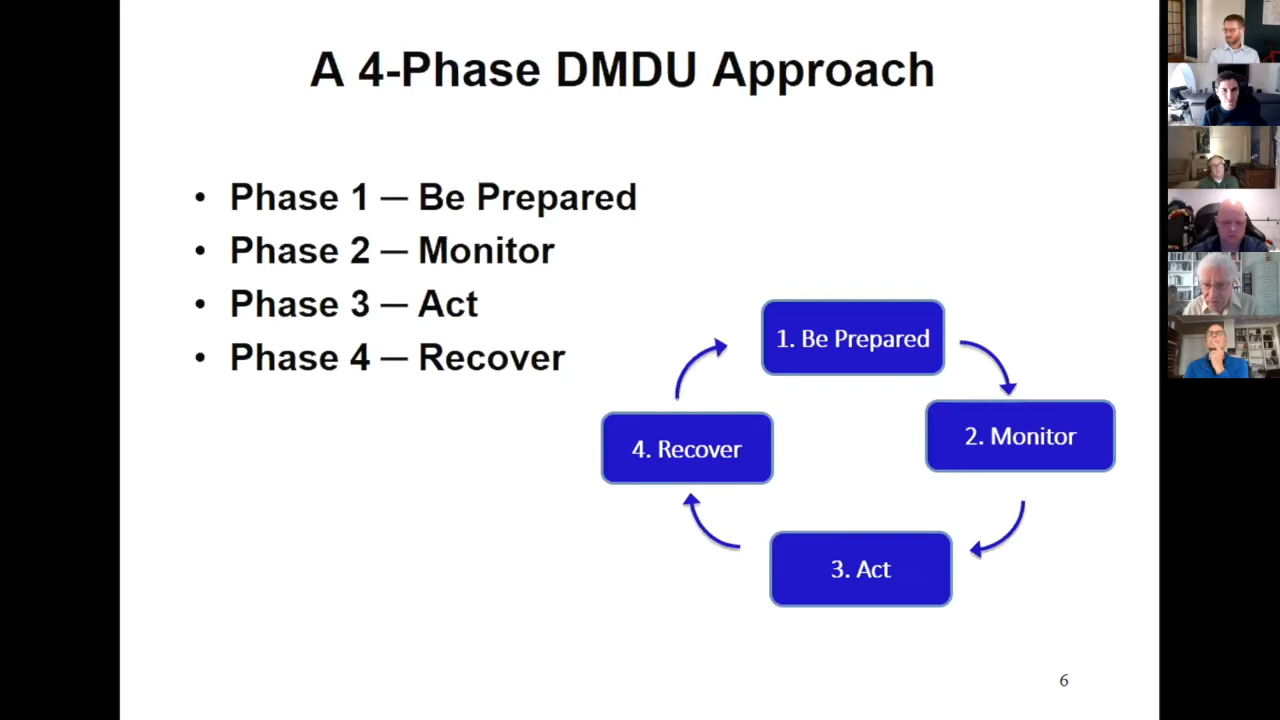 A 4-Phase DMDU Approach
• Phase 1 — Be Prepared
• Phase 2 — Monitor
• Phase 3 — Act
• Phase 4 — Recover
1. Be Prepared
2. Monitor
4. Recover
3. Act
6